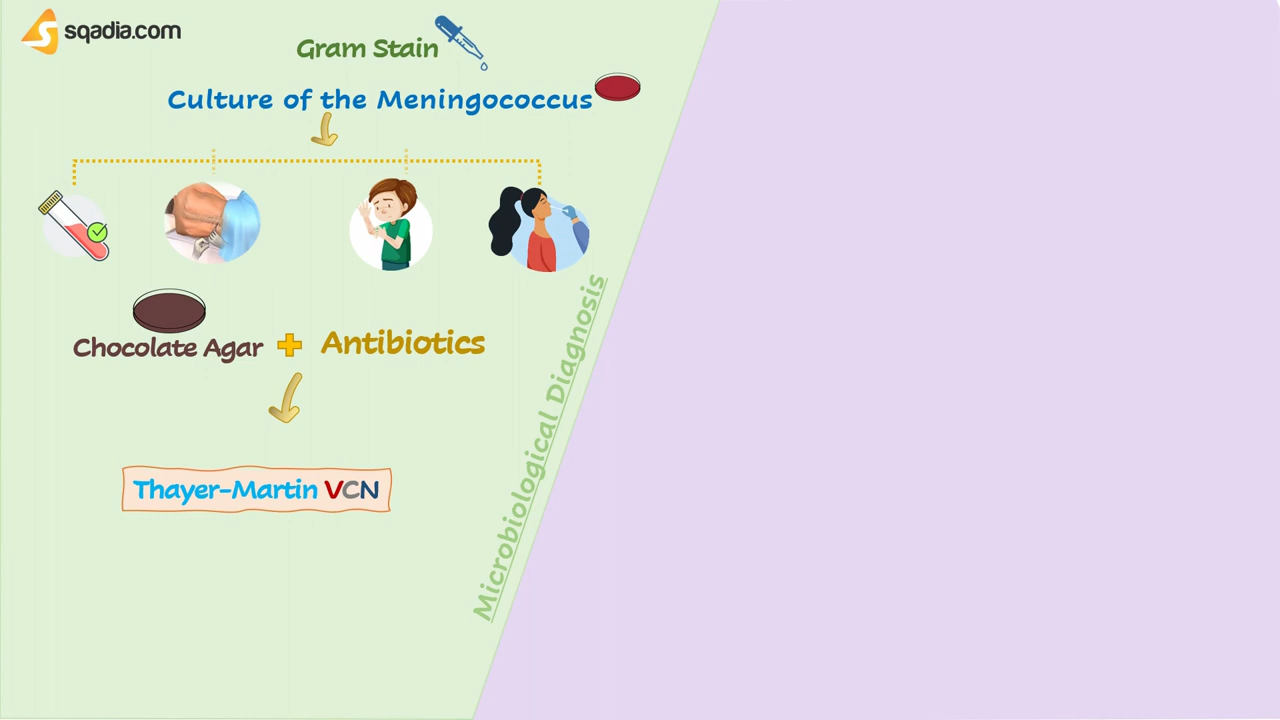 sqadia.com
Gram Stain
Culture of the Meningococcus
Chocolate Agar
Antibiotics
Thayer-Martin VCN
Microbiological Diagnosis